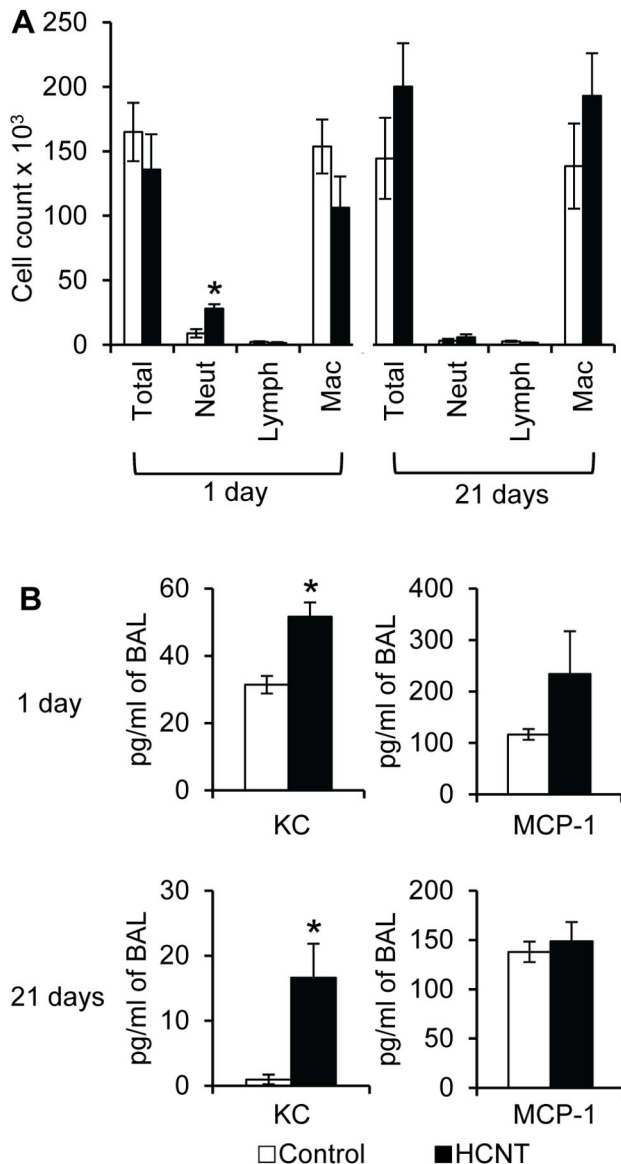 A
250
200
150
100
50
0
Cell count x 10³
*
Total Neut Lymph Mac Total Neut Lymph Mac
1 day 21 days
B
1 day
60
40
20
0
pg/ml of BAL
*
KC
400
300
200
100
0
pg/ml of BAL
MCP-1
21 days
30
20
10
0
pg/ml of BAL
*
KC
200
150
100
50
0
pg/ml of BAL
MCP-1
Control HCNT